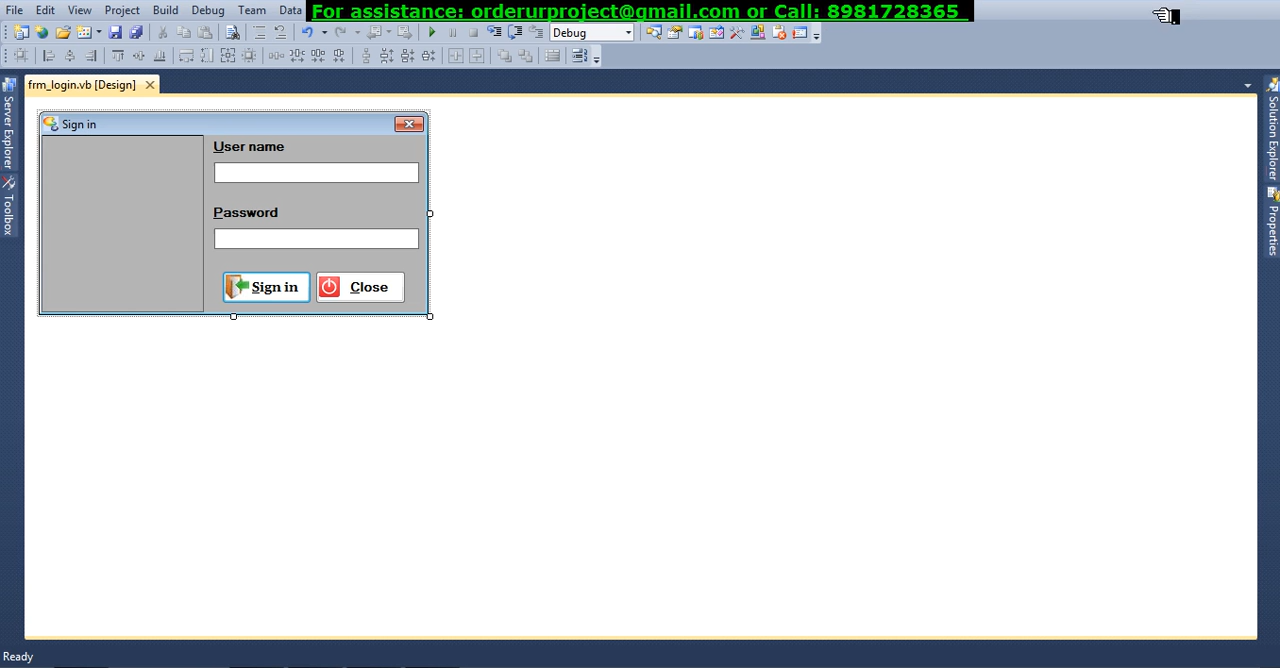 File Edit View Project Build Debug Team Data
For assistance: orderurproject@gmail.com or Call: 8981728365
Debug
frm_login.vb [Design]
Server Explorer
Toolbox
Solution Explorer
Properties
Sign in
User name
Password
Sign in
Close
Ready